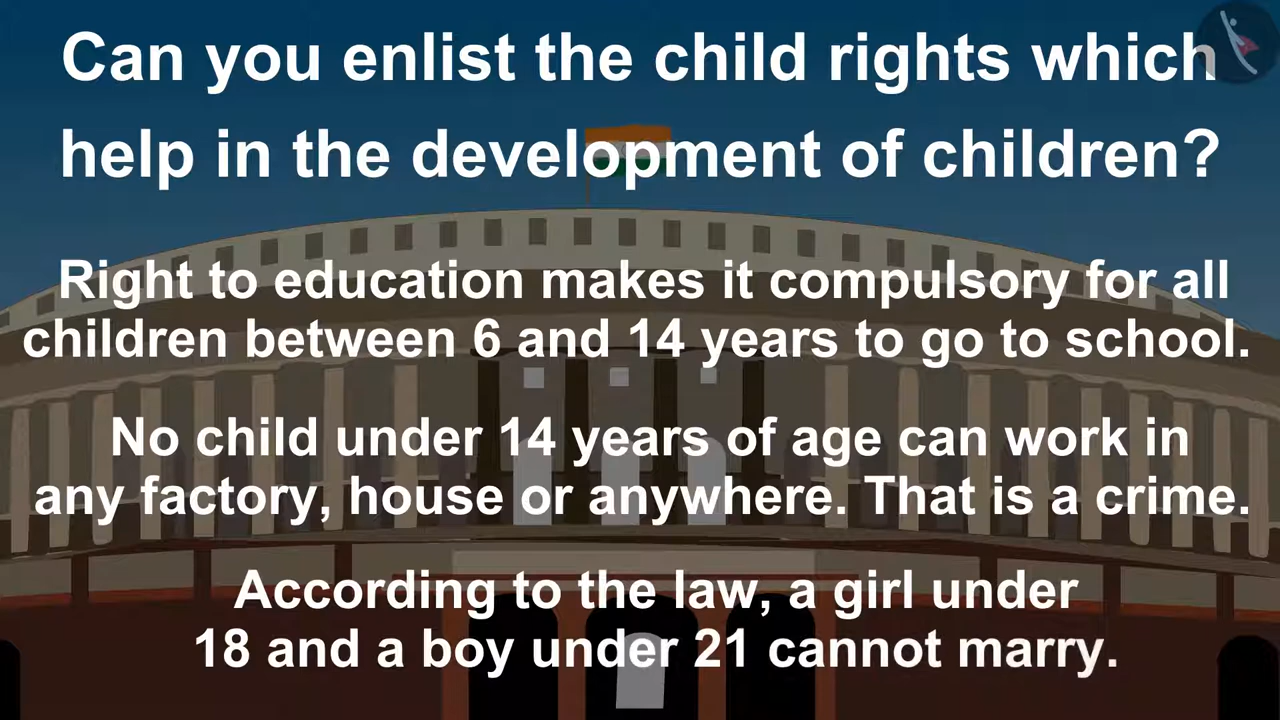 Can you enlist the child rights which
help in the development of children?
Right to education makes it compulsory for all
children between 6 and 14 years to go to school.
No child under 14 years of age can work in
any factory, house or anywhere. That is a crime.
According to the law, a girl under
18 and a boy under 21 cannot marry.